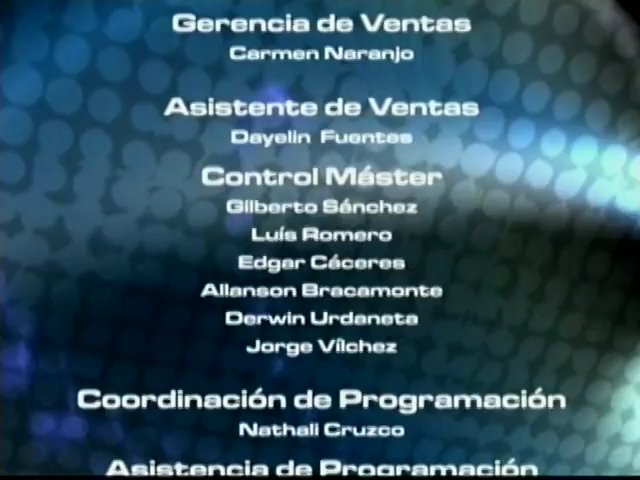 Gerencia de Ventas
Carmen Naranjo
Asistente de Ventas
Dayelin Fuentes
Control Máster
Gilberto Sánchez
Luís Romero
Edgar Cáceres
Allanson Bracamonte
Derwin Urdaneta
Jorge Vílchez
Coordinación de Programación
Nathali Cruzco
Asistencia de Programación